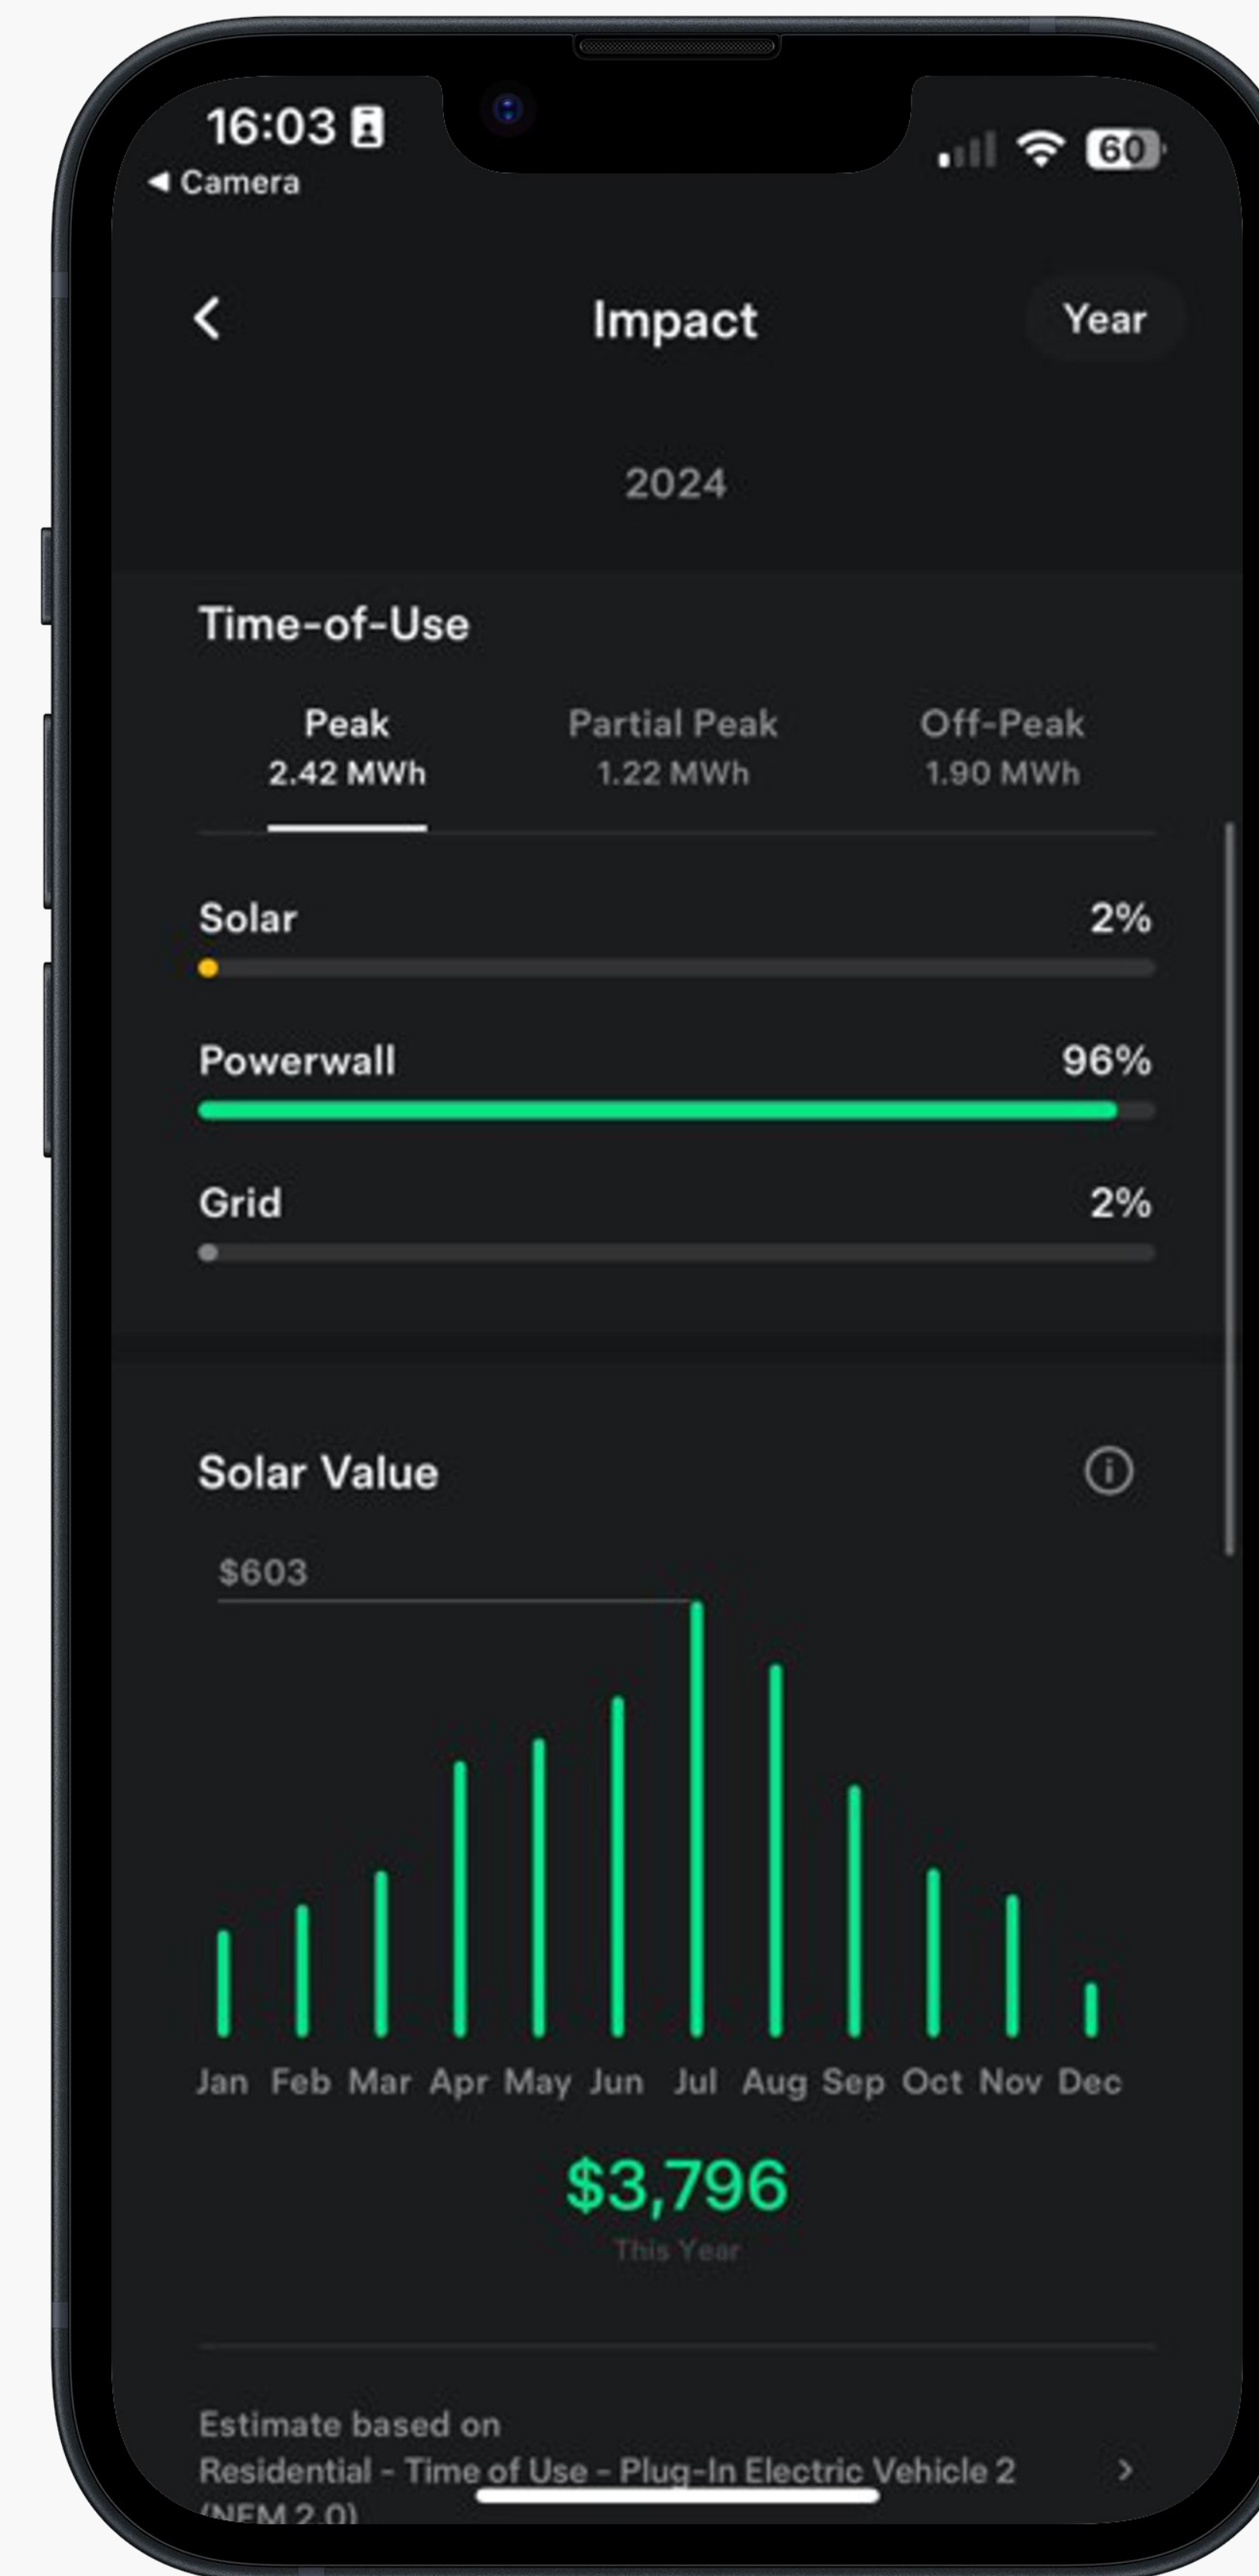 16:03
60
◀ Camera
Impact
Year
2024
Time-of-Use
Peak Partial Peak Off-Peak
2.42 MWh 1.22 MWh 1.90 MWh
Solar 2%
Powerwall 96%
Grid 2%
Solar Value
$603
Jan Feb Mar Apr May Jun Jul Aug Sep Oct Nov Dec
$3,796
This Year
Estimate based on
Residential - Time of Use - Plug-In Electric Vehicle 2
(NEM 2.0)